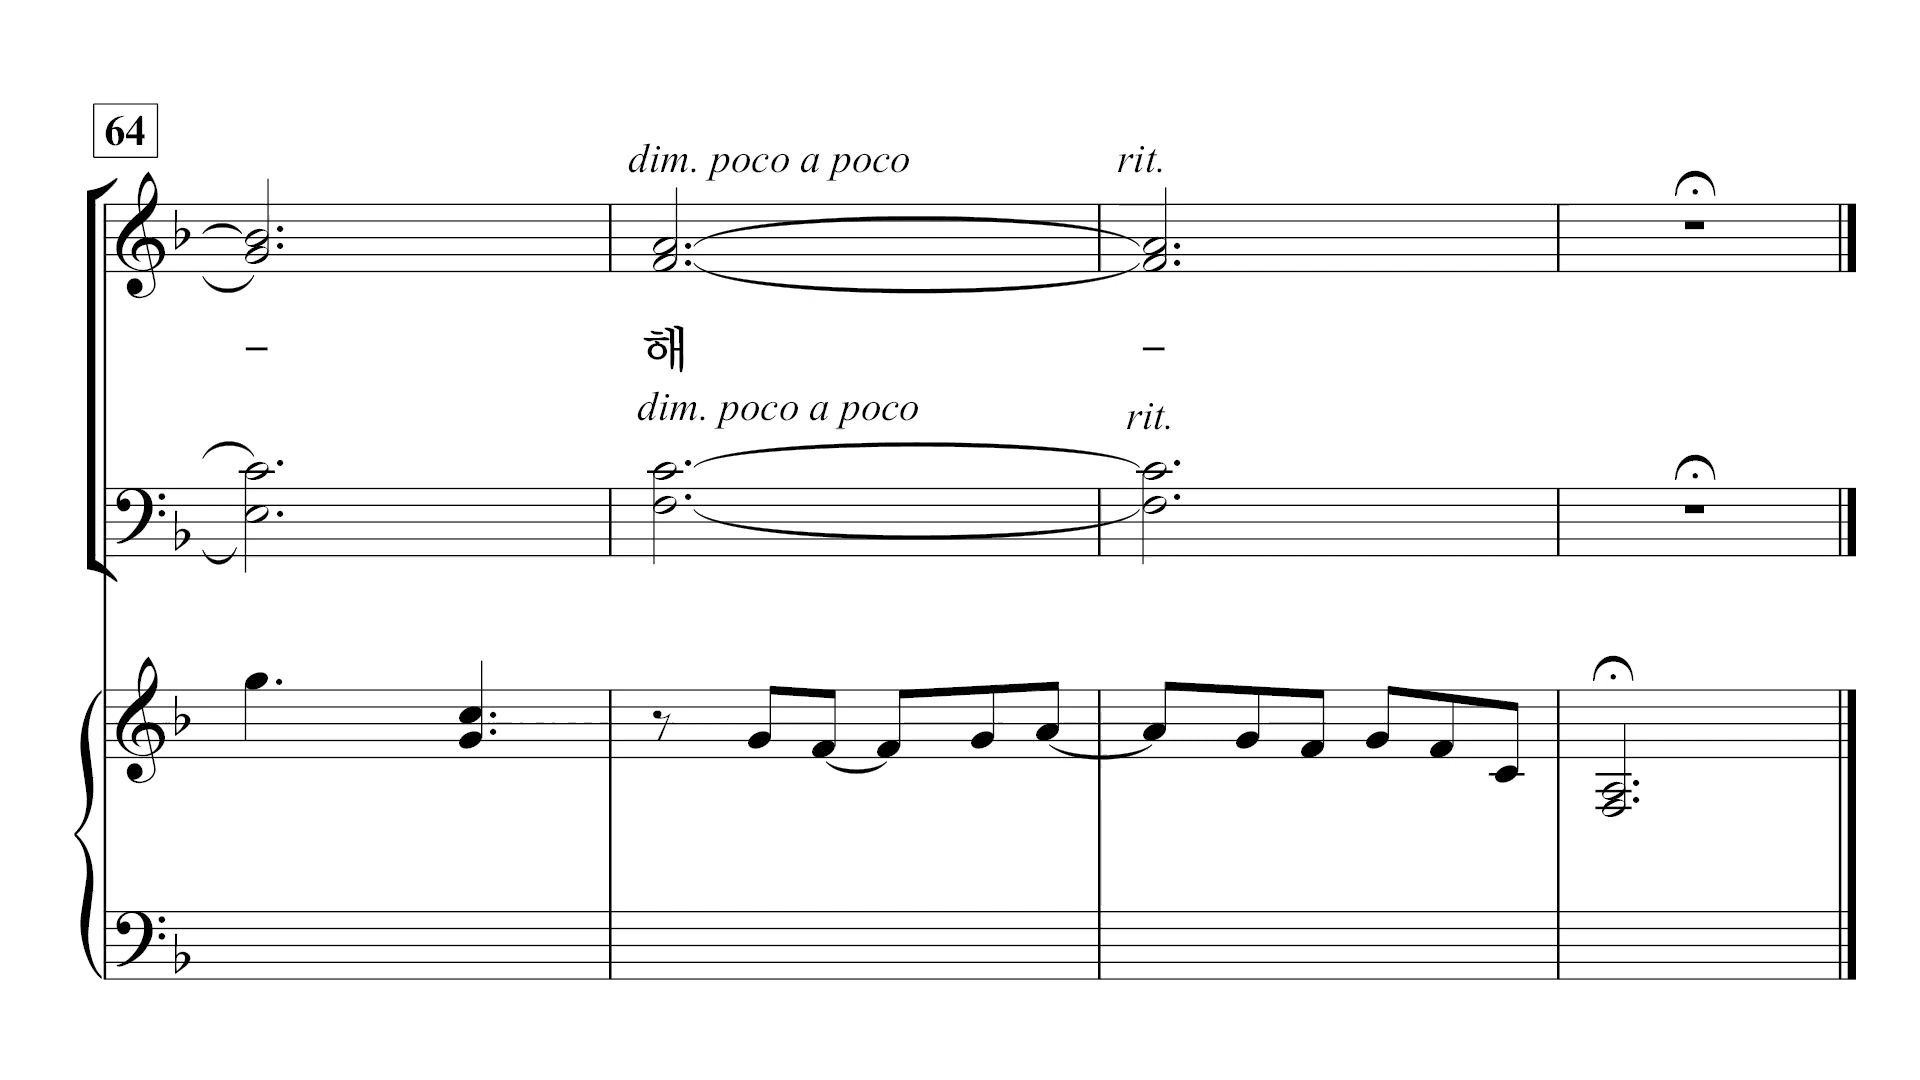 64
dim. poco a poco rit.
– 해 –
dim. poco a poco rit.